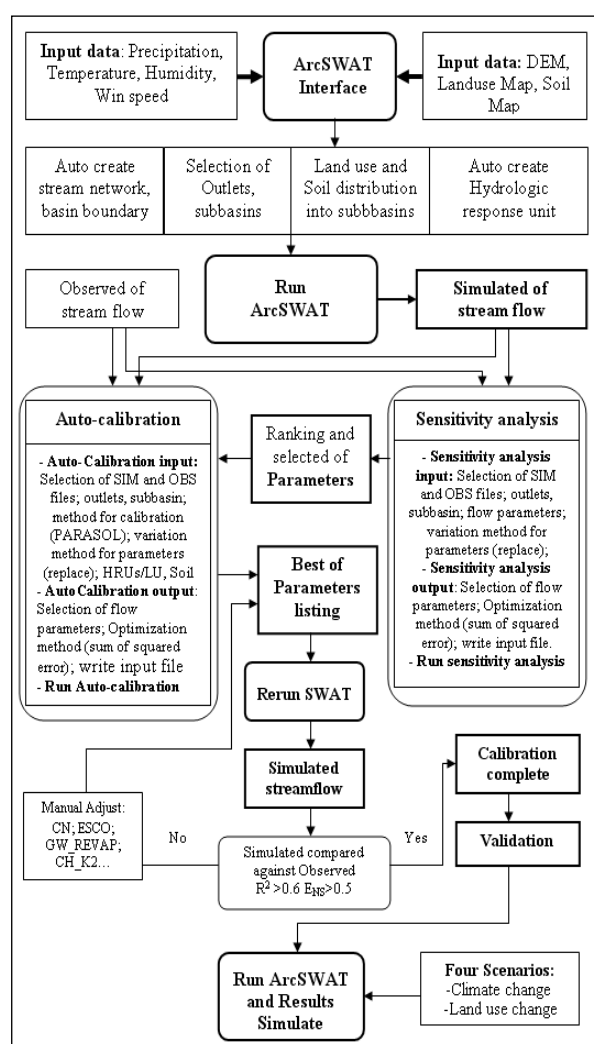 Input data: Precipitation,
Temperature, Humidity,
Win speed
ArcSWAT
Interface
Input data: DEM,
Landuse Map, Soil
Map
Auto create
stream network,
basin boundary
Selection of
Outlets,
subbasins
Land use and
Soil distribution
into subbbasins
Auto create
Hydrologic
response unit
Observed of
stream flow
Run
ArcSWAT
Simulated of
stream flow
Auto-calibration
- Auto-Calibration input:
Selection of SIM and OBS
files; outlets, subbasin;
method for calibration
(PARASOL); variation
method for parameters
(replace); HRUs/LU, Soil
- Auto Calibration output:
Selection of flow
parameters; Optimization
method (sum of squared
error); write input file
- Run Auto-calibration
Ranking and
selected of
Parameters
Sensitivity analysis
- Sensitivity analysis
input: Selection of SIM
and OBS files; outlets,
subbasin; flow parameters;
variation method for
parameters (replace);
- Sensitivity analysis
output: Selection of flow
parameters; Optimization
method (sum of squared
error); write input file.
- Run sensitivity analysis
Best of
Parameters
listing
Rerun SWAT
Simulated
streamflow
Calibration
complete
Manual Adjust:
CN; ESCO;
GW_REVAP;
CH_K2...
No
Simulated compared
against Observed
R² >0.6 E_NS>0.5
Yes
Validation
Run ArcSWAT
and Results
Simulate
Four Scenarios:
-Climate change
-Land use change